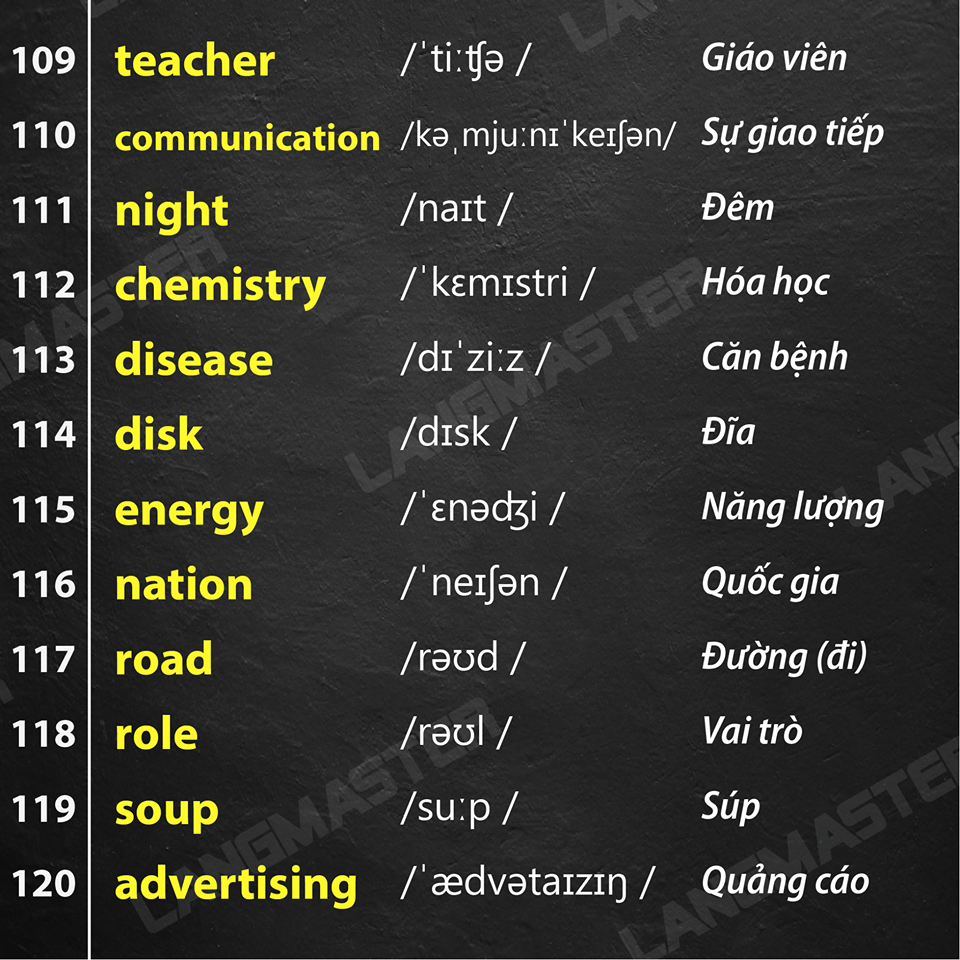 109 teacher /ˈtiːʧə / Giáo viên
110 communication /kəˌmjuːnɪˈkeɪʃən/ Sự giao tiếp
111 night /naɪt / Đêm
112 chemistry /ˈkɛmɪstri / Hóa học
113 disease /dɪˈziːz / Căn bệnh
114 disk /dɪsk / Đĩa
115 energy /ˈɛnəʤi / Năng lượng
116 nation /ˈneɪʃən / Quốc gia
117 road /rəʊd / Đường (đi)
118 role /rəʊl / Vai trò
119 soup /suːp / Súp
120 advertising /ˈædvətaɪzɪŋ / Quảng cáo
LANGMASTER
LANGMASTER
LANGMASTER
LANGMASTER